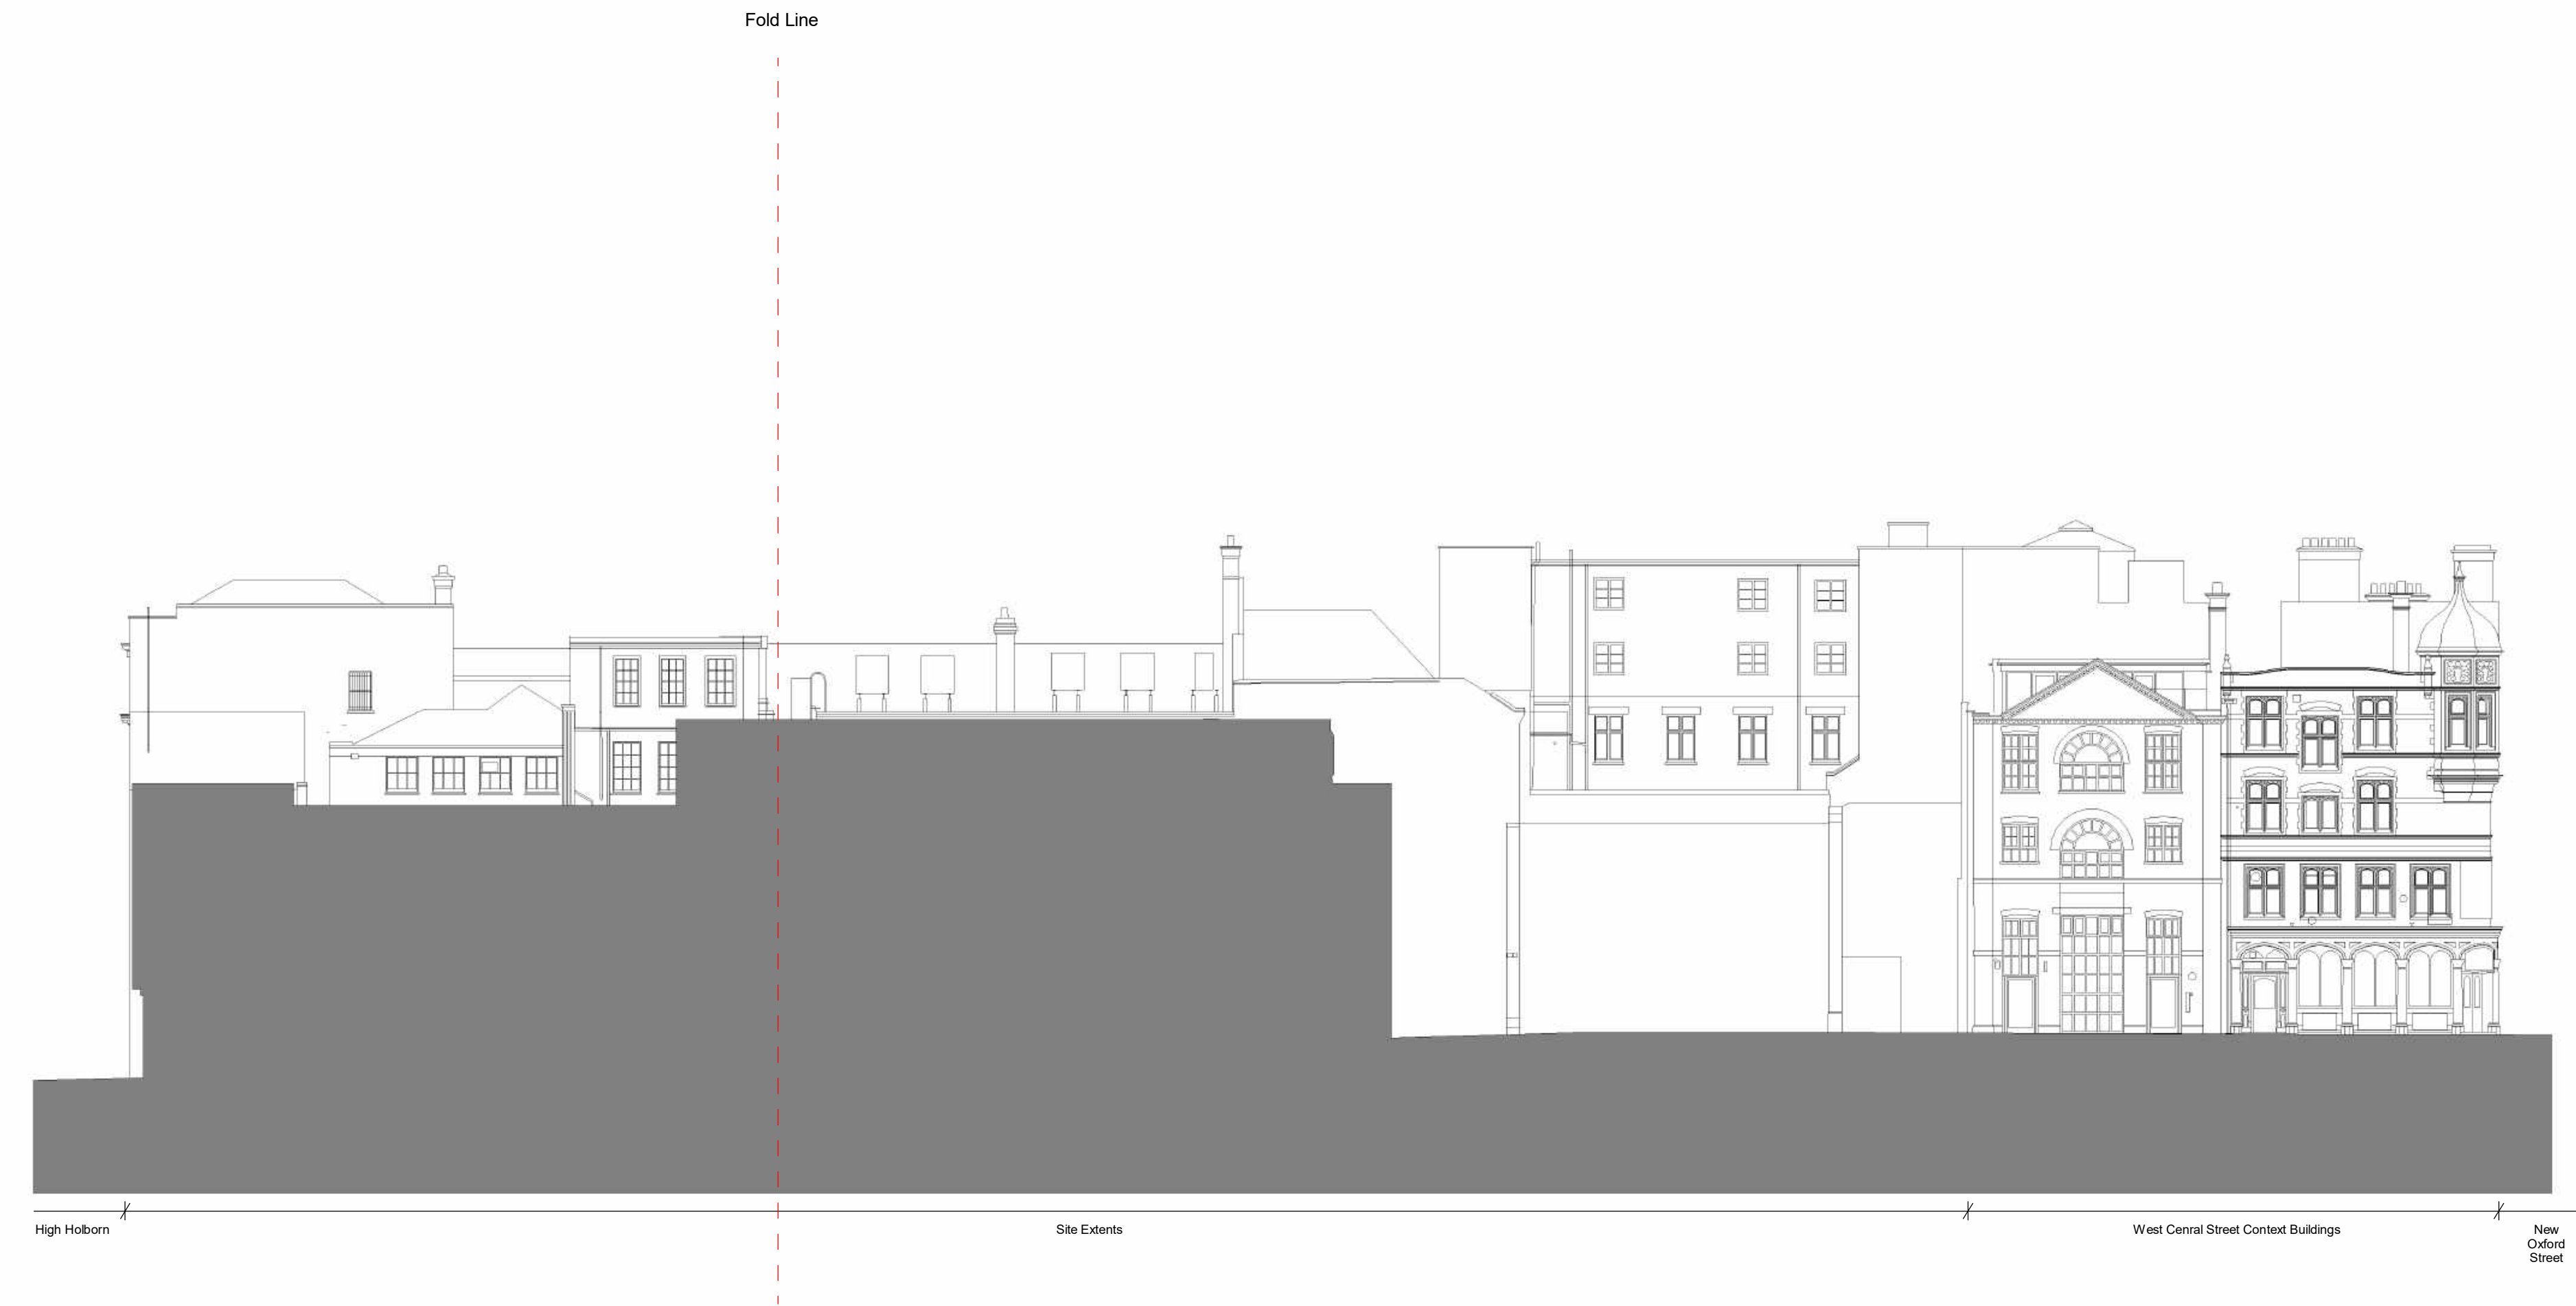 Fold Line
High Holborn
Site Extents
West Cenral Street Context Buildings
New
Oxford
Street